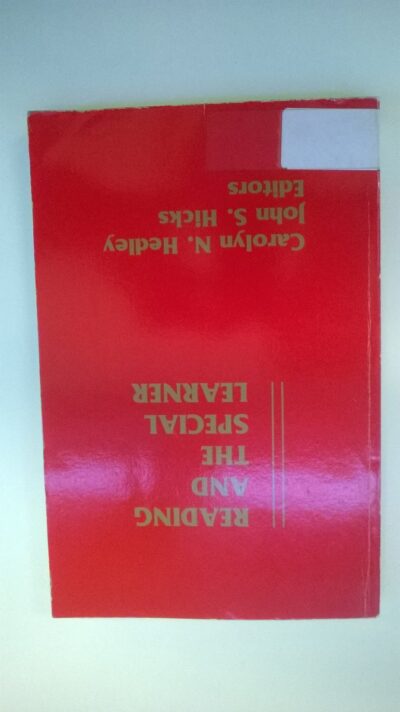 READING
AND
THE
SPECIAL
LEARNER
Carolyn N. Hedley
John S. Hicks
Editors